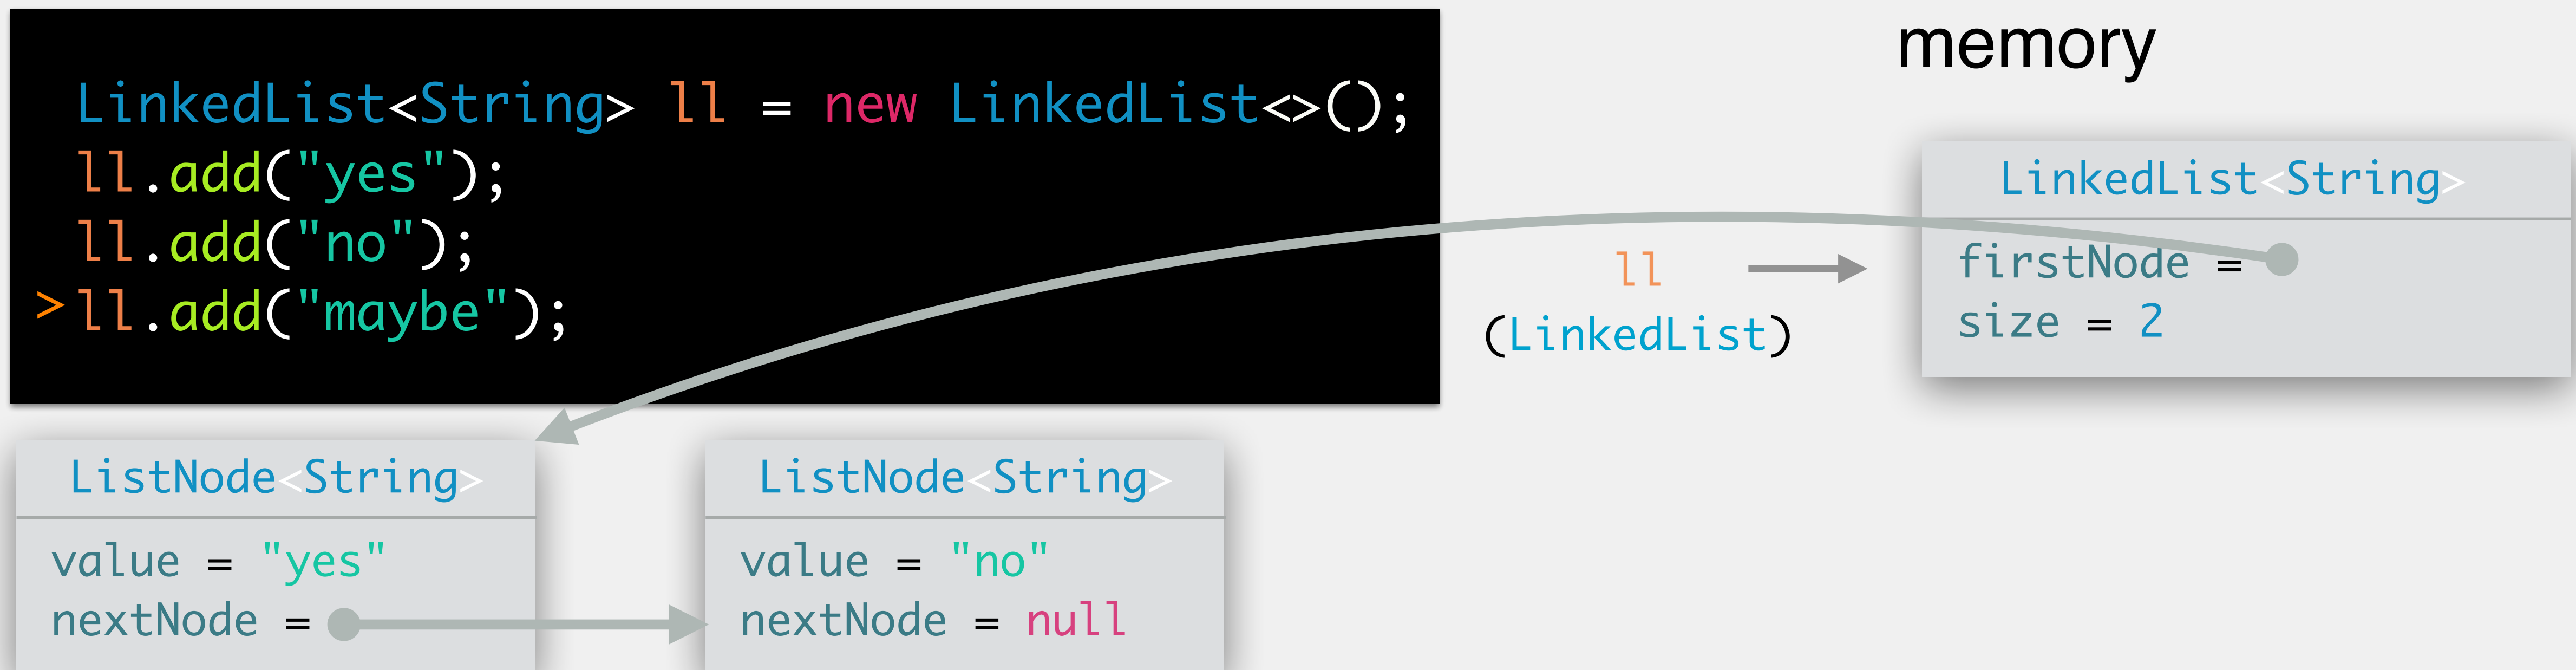 LinkedList<String> ll = new LinkedList<>();
ll.add("yes");
ll.add("no");
>ll.add("maybe");
memory
ll
(LinkedList)
LinkedList<String>
firstNode =
size = 2
ListNode<String>
value = "yes"
nextNode =
ListNode<String>
value = "no"
nextNode = null